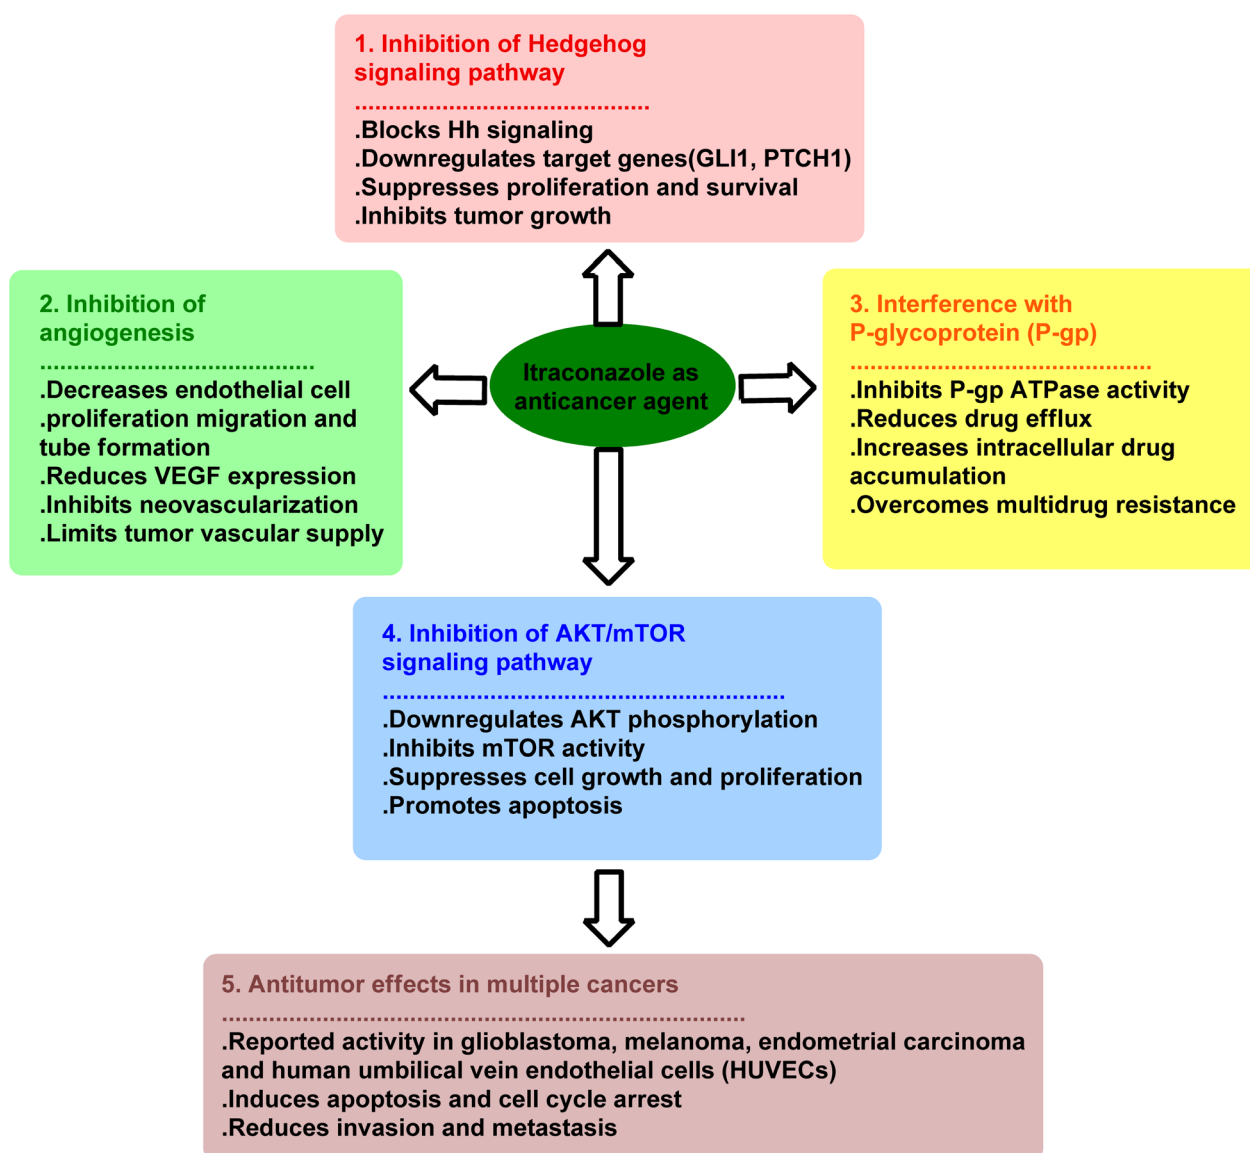 1. Inhibition of Hedgehog
signaling pathway
............................................
.Blocks Hh signaling
.Downregulates target genes(GLI1, PTCH1)
.Suppresses proliferation and survival
.Inhibits tumor growth
2. Inhibition of
angiogenesis
.........................................
.Decreases endothelial cell
.proliferation migration and
tube formation
.Reduces VEGF expression
.Inhibits neovascularization
.Limits tumor vascular supply
Itraconazole as
anticancer agent
3. Interference with
P-glycoprotein (P-gp)
.............................................
.Inhibits P-gp ATPase activity
.Reduces drug efflux
.Increases intracellular drug
accumulation
.Overcomes multidrug resistance
4. Inhibition of AKT/mTOR
signaling pathway
............................................................
.Downregulates AKT phosphorylation
.Inhibits mTOR activity
.Suppresses cell growth and proliferation
.Promotes apoptosis
5. Antitumor effects in multiple cancers
..............................................................................
.Reported activity in glioblastoma, melanoma, endometrial carcinoma
and human umbilical vein endothelial cells (HUVECs)
.Induces apoptosis and cell cycle arrest
.Reduces invasion and metastasis